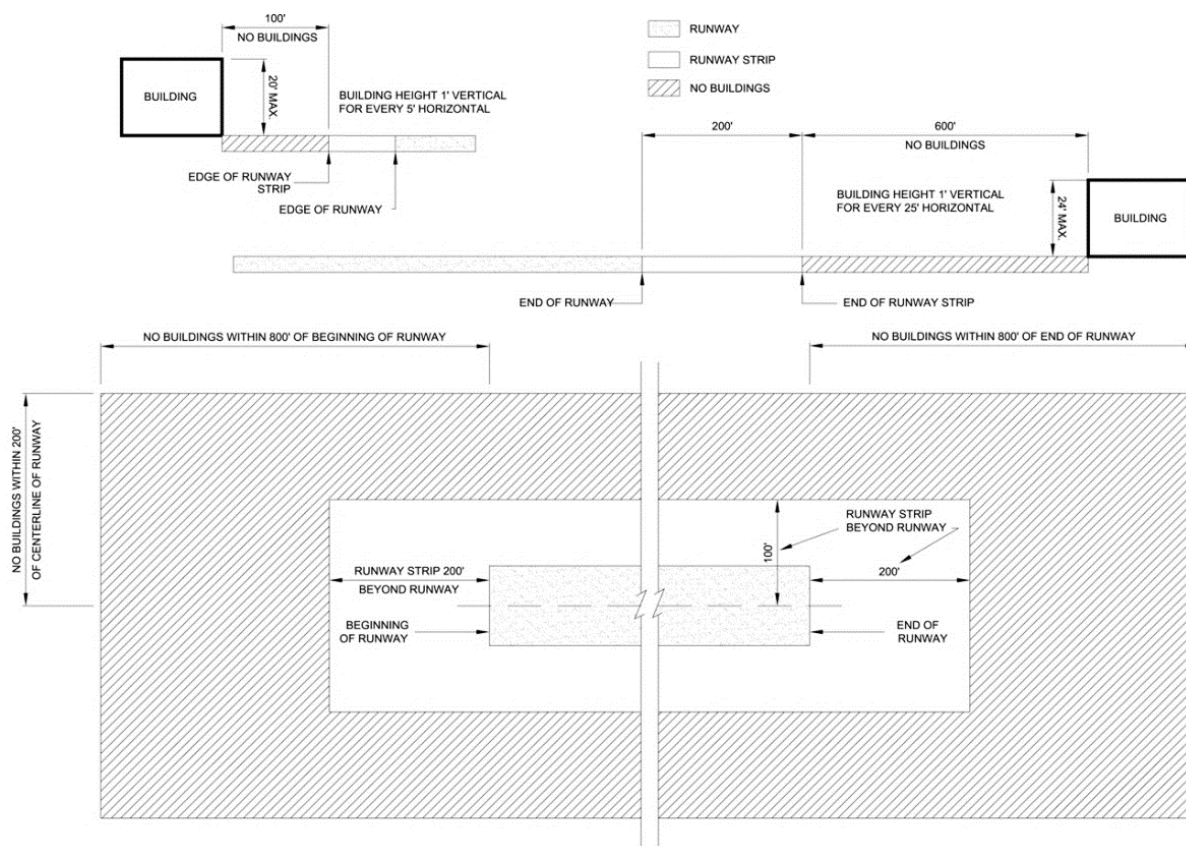 100'
NO BUILDINGS
BUILDING
20' MAX.
BUILDING HEIGHT 1' VERTICAL
FOR EVERY 5' HORIZONTAL
EDGE OF RUNWAY
STRIP
EDGE OF RUNWAY
RUNWAY
RUNWAY STRIP
NO BUILDINGS
200'
600'
NO BUILDINGS
BUILDING HEIGHT 1' VERTICAL
FOR EVERY 25' HORIZONTAL
24' MAX.
BUILDING
END OF RUNWAY
END OF RUNWAY STRIP
NO BUILDINGS WITHIN 800' OF BEGINNING OF RUNWAY
NO BUILDINGS WITHIN 800' OF END OF RUNWAY
NO BUILDINGS WITHIN 200'
OF CENTERLINE OF RUNWAY
RUNWAY STRIP
BEYOND RUNWAY
100'
RUNWAY STRIP 200'
BEYOND RUNWAY
200'
BEGINNING
OF RUNWAY
END OF
RUNWAY